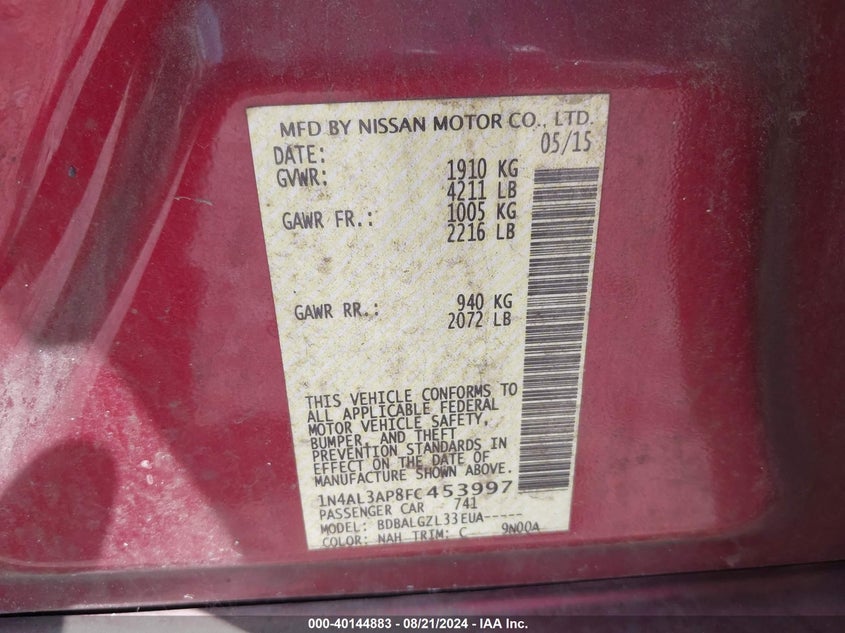 MFD BY NISSAN MOTOR CO., LTD.
DATE: 05/15
GVWR: 1910 KG
4211 LB
GAWR FR.: 1005 KG
2216 LB
GAWR RR.: 940 KG
2072 LB
THIS VEHICLE CONFORMS TO
ALL APPLICABLE FEDERAL
MOTOR VEHICLE SAFETY,
BUMPER, AND THEFT
PREVENTION STANDARDS IN
EFFECT ON THE DATE OF
MANUFACTURE SHOWN ABOVE.
1N4AL3AP8FC453997
PASSENGER CAR 741
MODEL: BDBALGZL33EUA-----
COLOR: NAH TRIM: C 9N00A
000-40144883 - 08/21/2024 - IAA Inc.